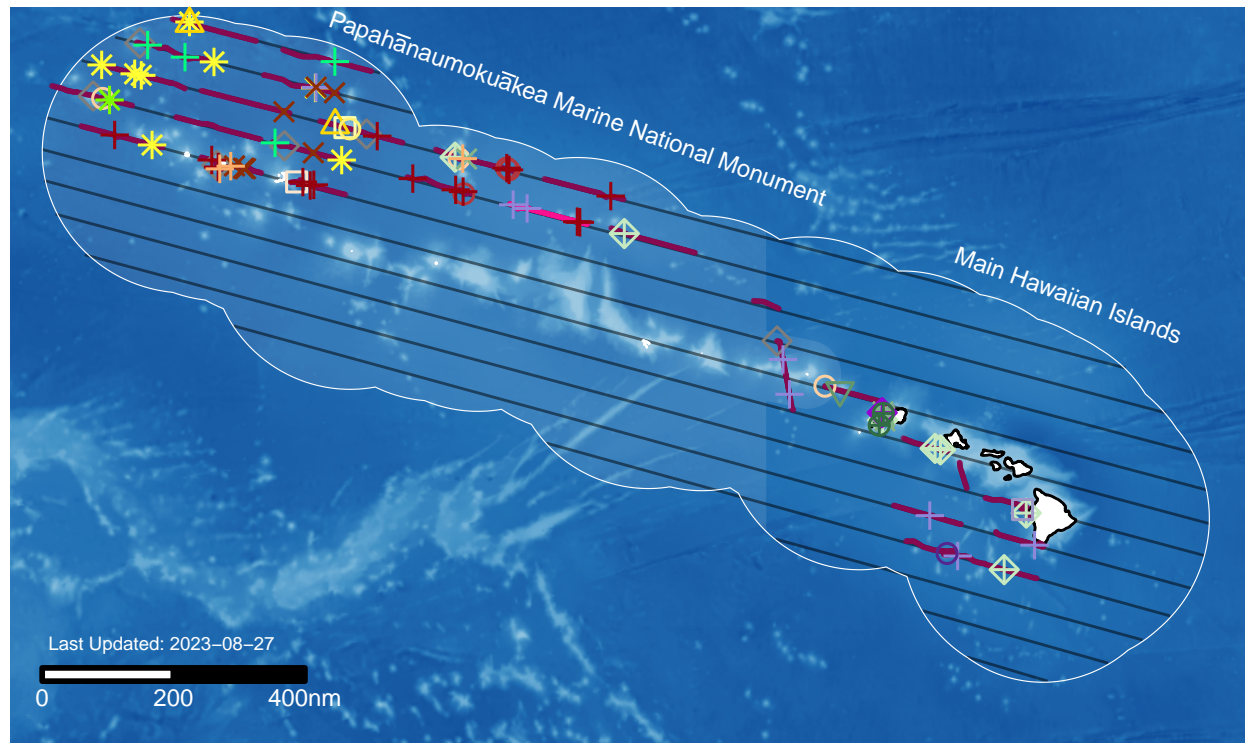 Papahānaumokuākea Marine National Monument
Main Hawaiian Islands
Last Updated: 2023−08−27
0 200 400nm